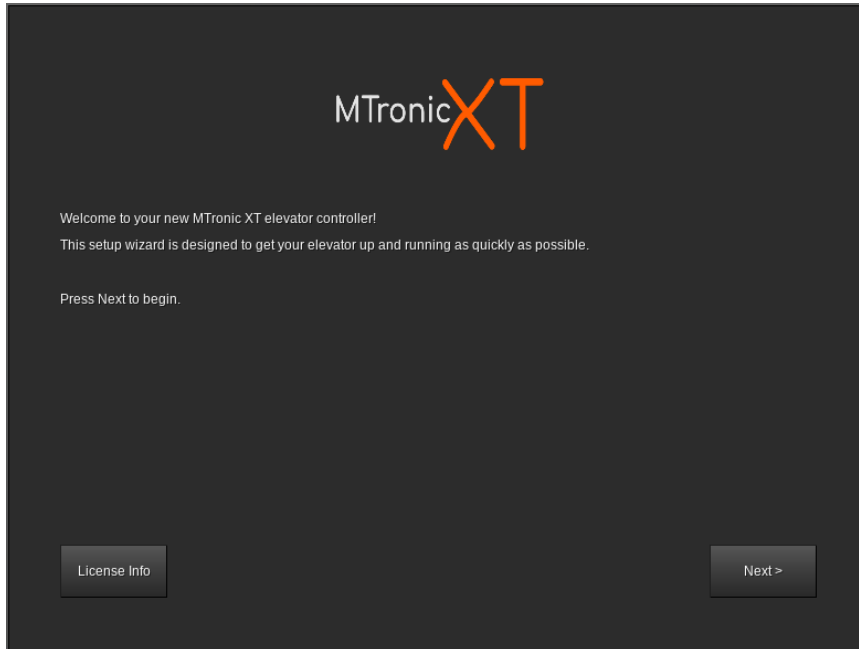 MTronicXT
Welcome to your new MTronic XT elevator controller!
This setup wizard is designed to get your elevator up and running as quickly as possible.
Press Next to begin.
License Info
Next >